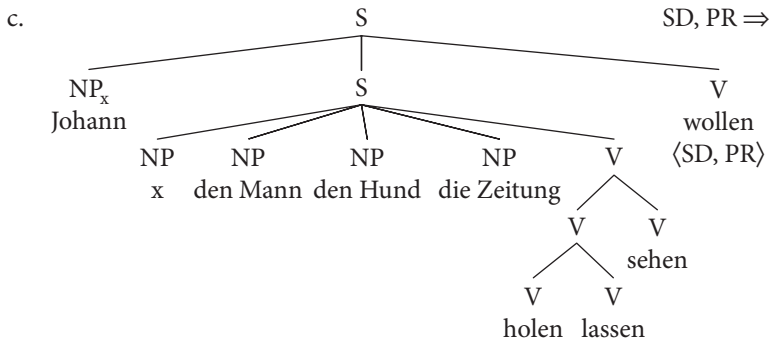 c. S SD, PR ⇒
NPx S V
Johann wollen
NP NP NP NP V ⟨SD, PR⟩
x den Mann den Hund die Zeitung
V V
sehen
V V
holen lassen